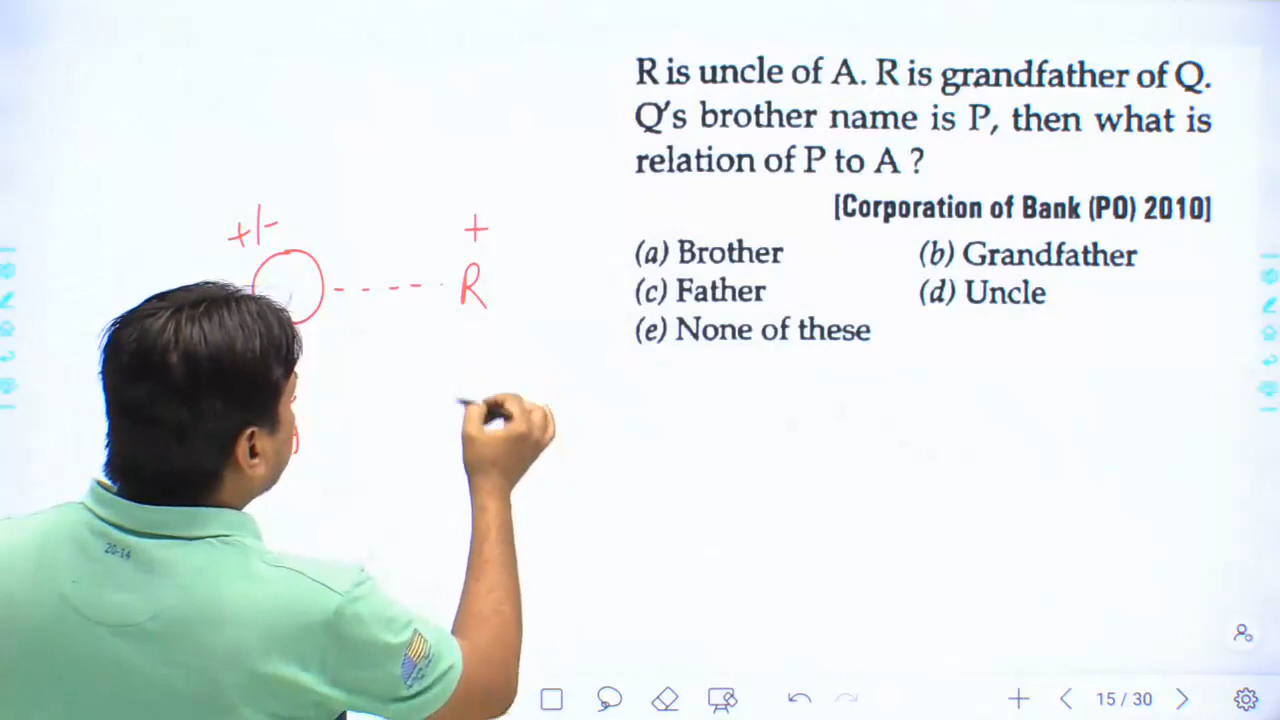 R is uncle of A. R is grandfather of Q.
Q's brother name is P, then what is
relation of P to A ?
[Corporation of Bank (PO) 2010]
(a) Brother
(b) Grandfather
(c) Father
(d) Uncle
(e) None of these
+/-
+
R
20-14
15 / 30